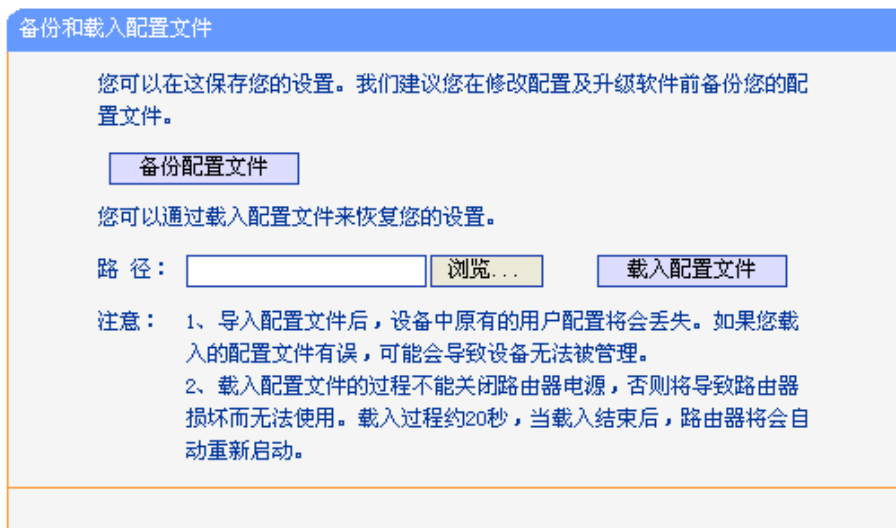 备份和载入配置文件
您可以在这保存您的设置。我们建议您在修改配置及升级软件前备份您的配
置文件。
备份配置文件
您可以通过载入配置文件来恢复您的设置。
路 径： 浏览... 载入配置文件
注意： 1、导入配置文件后，设备中原有的用户配置将会丢失。如果您载
入的配置文件有误，可能会导致设备无法被管理。
2、载入配置文件的过程不能关闭路由器电源，否则将导致路由器
损坏而无法使用。载入过程约20秒，当载入结束后，路由器将会自
动重新启动。